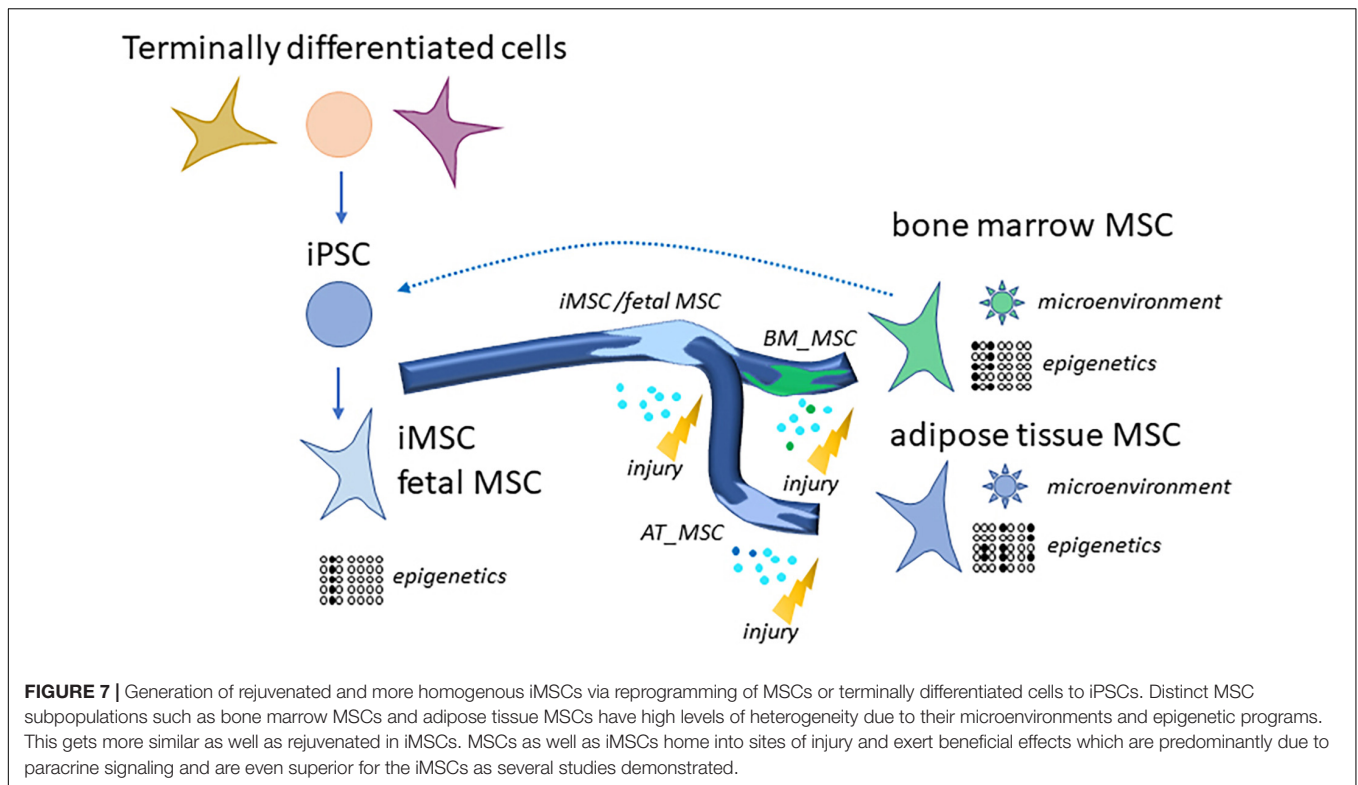 Terminally differentiated cells
bone marrow MSC
iPSC
iMSC/fetal MSC
microenvironment
BM_MSC
epigenetics
iMSC
fetal MSC
adipose tissue MSC
injury
injury
microenvironment
AT_MSC
epigenetics
epigenetics
injury
FIGURE 7 | Generation of rejuvenated and more homogenous iMSCs via reprogramming of MSCs or terminally differentiated cells to iPSCs. Distinct MSC
subpopulations such as bone marrow MSCs and adipose tissue MSCs have high levels of heterogeneity due to their microenvironments and epigenetic programs.
This gets more similar as well as rejuvenated in iMSCs. MSCs as well as iMSCs home into sites of injury and exert beneficial effects which are predominantly due to
paracrine signaling and are even superior for the iMSCs as several studies demonstrated.